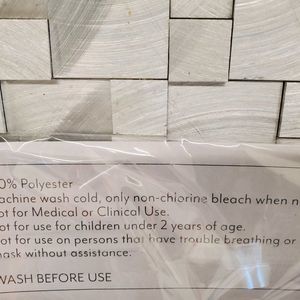 0% Polyester
achine wash cold, only non-chlorine bleach when n
ot for Medical or Clinical Use.
ot for use for children under 2 years of age.
ot for use on persons that have trouble breathing or
mask without assistance.
WASH BEFORE USE